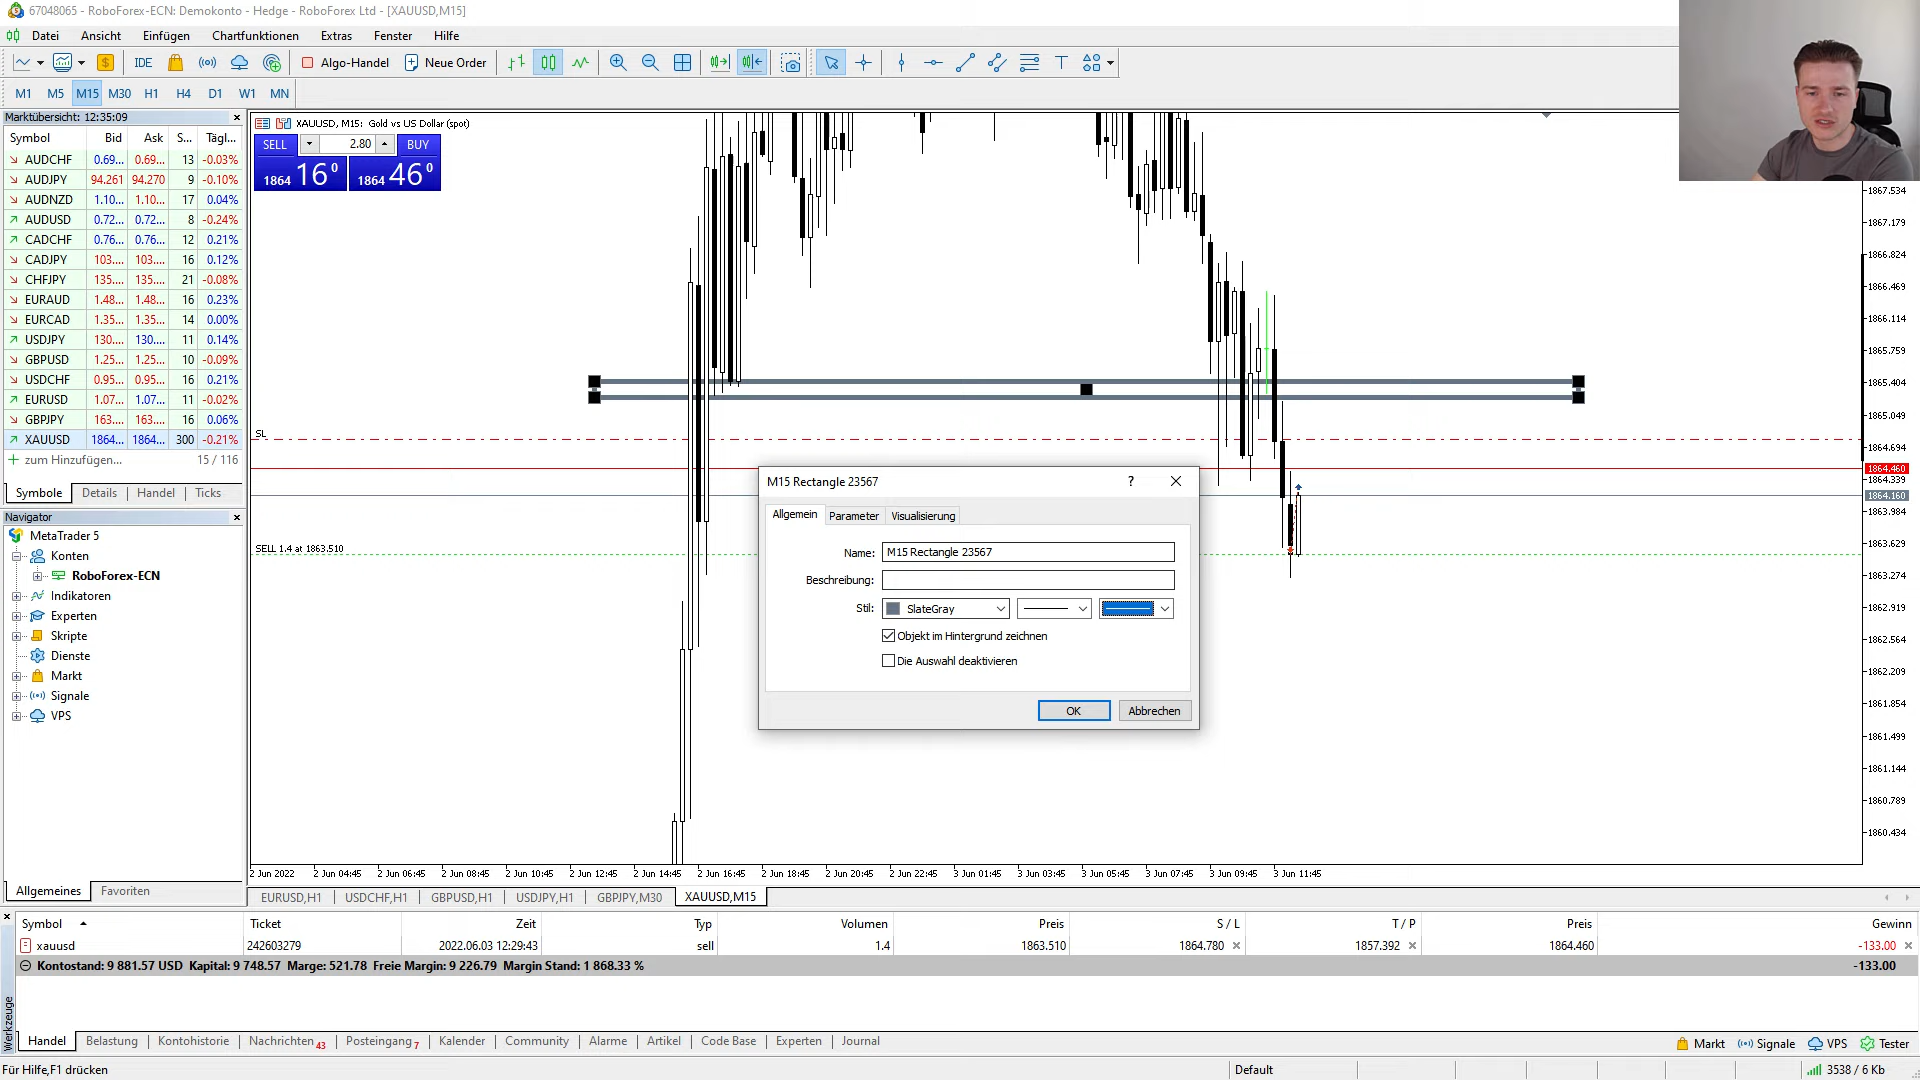 67048065 - RoboForex-ECN: Demokonto - Hedge - RoboForex Ltd - [XAUUSD,M15]
Datei Ansicht Einfügen Chartfunktionen Extras Fenster Hilfe
IDE Algo-Handel Neue Order
M1 M5 M15 M30 H1 H4 D1 W1 MN
Marktübersicht: 12:35:09
Symbol Bid Ask S... Tägl...
AUDCHF 0.69... 0.69... 13 -0.03%
AUDJPY 94.261 94.270 9 -0.10%
AUDNZD 1.10... 1.10... 17 0.04%
AUDUSD 0.72... 0.72... 8 -0.24%
CADCHF 0.76... 0.76... 12 0.21%
CADJPY 103.... 103.... 16 0.12%
CHFJPY 135.... 135.... 21 -0.08%
EURAUD 1.48... 1.48... 16 0.23%
EURCAD 1.35... 1.35... 14 0.00%
USDJPY 130.... 130.... 11 0.14%
GBPUSD 1.25... 1.25... 10 -0.09%
USDCHF 0.95... 0.95... 16 0.21%
EURUSD 1.07... 1.07... 11 -0.02%
GBPJPY 163.... 163.... 16 0.06%
XAUUSD 1864... 1864... 300 -0.21%
zum Hinzufügen... 15 / 116
Symbole Details Handel Ticks
Navigator
MetaTrader 5
Konten
RoboForex-ECN
Indikatoren
Experten
Skripte
Dienste
Markt
Signale
VPS
Allgemeines Favoriten
XAUUSD, M15: Gold vs US Dollar (spot)
SELL 2.80 BUY
1864 16 0 1864 46 0
SL
SELL 1.4 at 1863.510
1867.534
1867.179
1866.824
1866.469
1866.114
1865.759
1865.404
1865.049
1864.694
1864.460
1864.339
1864.160
1863.984
1863.629
1863.274
1862.919
1862.564
1862.209
1861.854
1861.499
1861.144
1860.789
1860.434
M15 Rectangle 23567 ?
Allgemein Parameter Visualisierung
Name: M15 Rectangle 23567
Beschreibung:
Stil: SlateGray
Objekt im Hintergrund zeichnen
Die Auswahl deaktivieren
OK Abbrechen
2 Jun 2022 2 Jun 04:45 2 Jun 06:45 2 Jun 08:45 2 Jun 10:45 2 Jun 12:45 2 Jun 14:45 2 Jun 16:45 2 Jun 18:45 2 Jun 20:45 2 Jun 22:45 3 Jun 01:45 3 Jun 03:45 3 Jun 05:45 3 Jun 07:45 3 Jun 09:45 3 Jun 11:45
EURUSD,H1 USDCHF,H1 GBPUSD,H1 USDJPY,H1 GBPJPY,M30 XAUUSD,M15
Symbol Ticket Zeit Typ Volumen Preis S / L T / P Preis Gewinn
xauusd 242603279 2022.06.03 12:29:43 sell 1.4 1863.510 1864.780 1857.392 1864.460 -133.00
Kontostand: 9 881.57 USD Kapital: 9 748.57 Marge: 521.78 Freie Margin: 9 226.79 Margin Stand: 1 868.33 % -133.00
Werkzeuge
Handel Belastung Kontohistorie Nachrichten 43 Posteingang 7 Kalender Community Alarme Artikel Code Base Experten Journal
Markt Signale VPS Tester
Für Hilfe,F1 drücken Default 3538 / 6 Kb